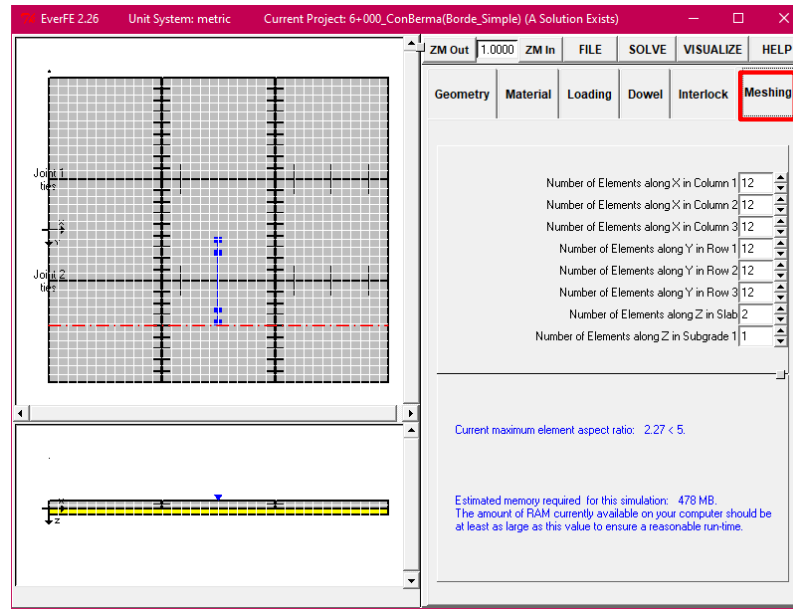 EverFE 2.26 Unit System: metric Current Project: 6+000_ConBerma(Borde_Simple) (A Solution Exists)
ZM Out 1.0000 ZM In FILE SOLVE VISUALIZE HELP
Geometry Material Loading Dowel Interlock Meshing
Joint 1
ties
X
Y
Joint 2
ties
Number of Elements along X in Column 1 12
Number of Elements along X in Column 2 12
Number of Elements along X in Column 3 12
Number of Elements along Y in Row 1 12
Number of Elements along Y in Row 2 12
Number of Elements along Y in Row 3 12
Number of Elements along Z in Slab 2
Number of Elements along Z in Subgrade 1 1
Current maximum element aspect ratio: 2.27 < 5.
X
Z
Estimated memory required for this simulation: 478 MB.
The amount of RAM currently available on your computer should be
at least as large as this value to ensure a reasonable run-time.